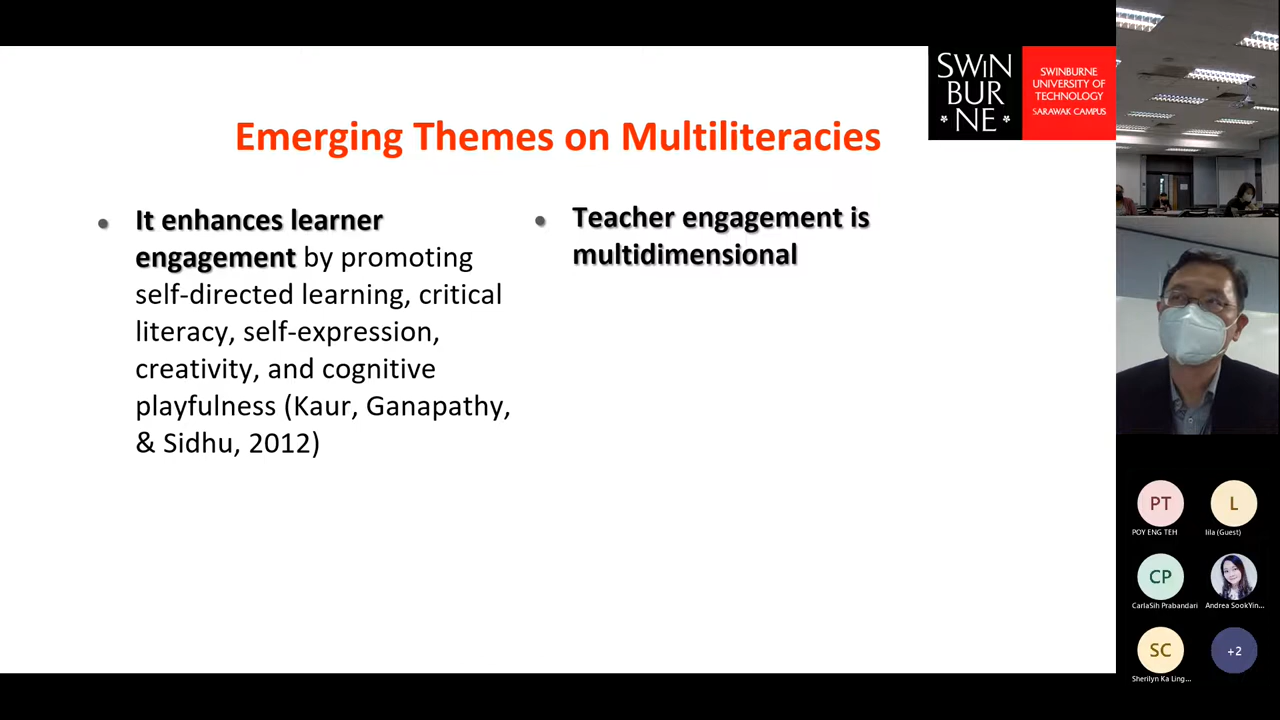 SWIN
BUR
NE
SWINBURNE
UNIVERSITY OF
TECHNOLOGY
SARAWAK CAMPUS
Emerging Themes on Multiliteracies
• It enhances learner
engagement by promoting
self-directed learning, critical
literacy, self-expression,
creativity, and cognitive
playfulness (Kaur, Ganapathy,
& Sidhu, 2012)
• Teacher engagement is
multidimensional
PT
POY ENG TEH
L
lila (Guest)
CP
CarlaSih Prabandari
Andrea SookYin...
SC
Sherilyn Ka Ling...
+2